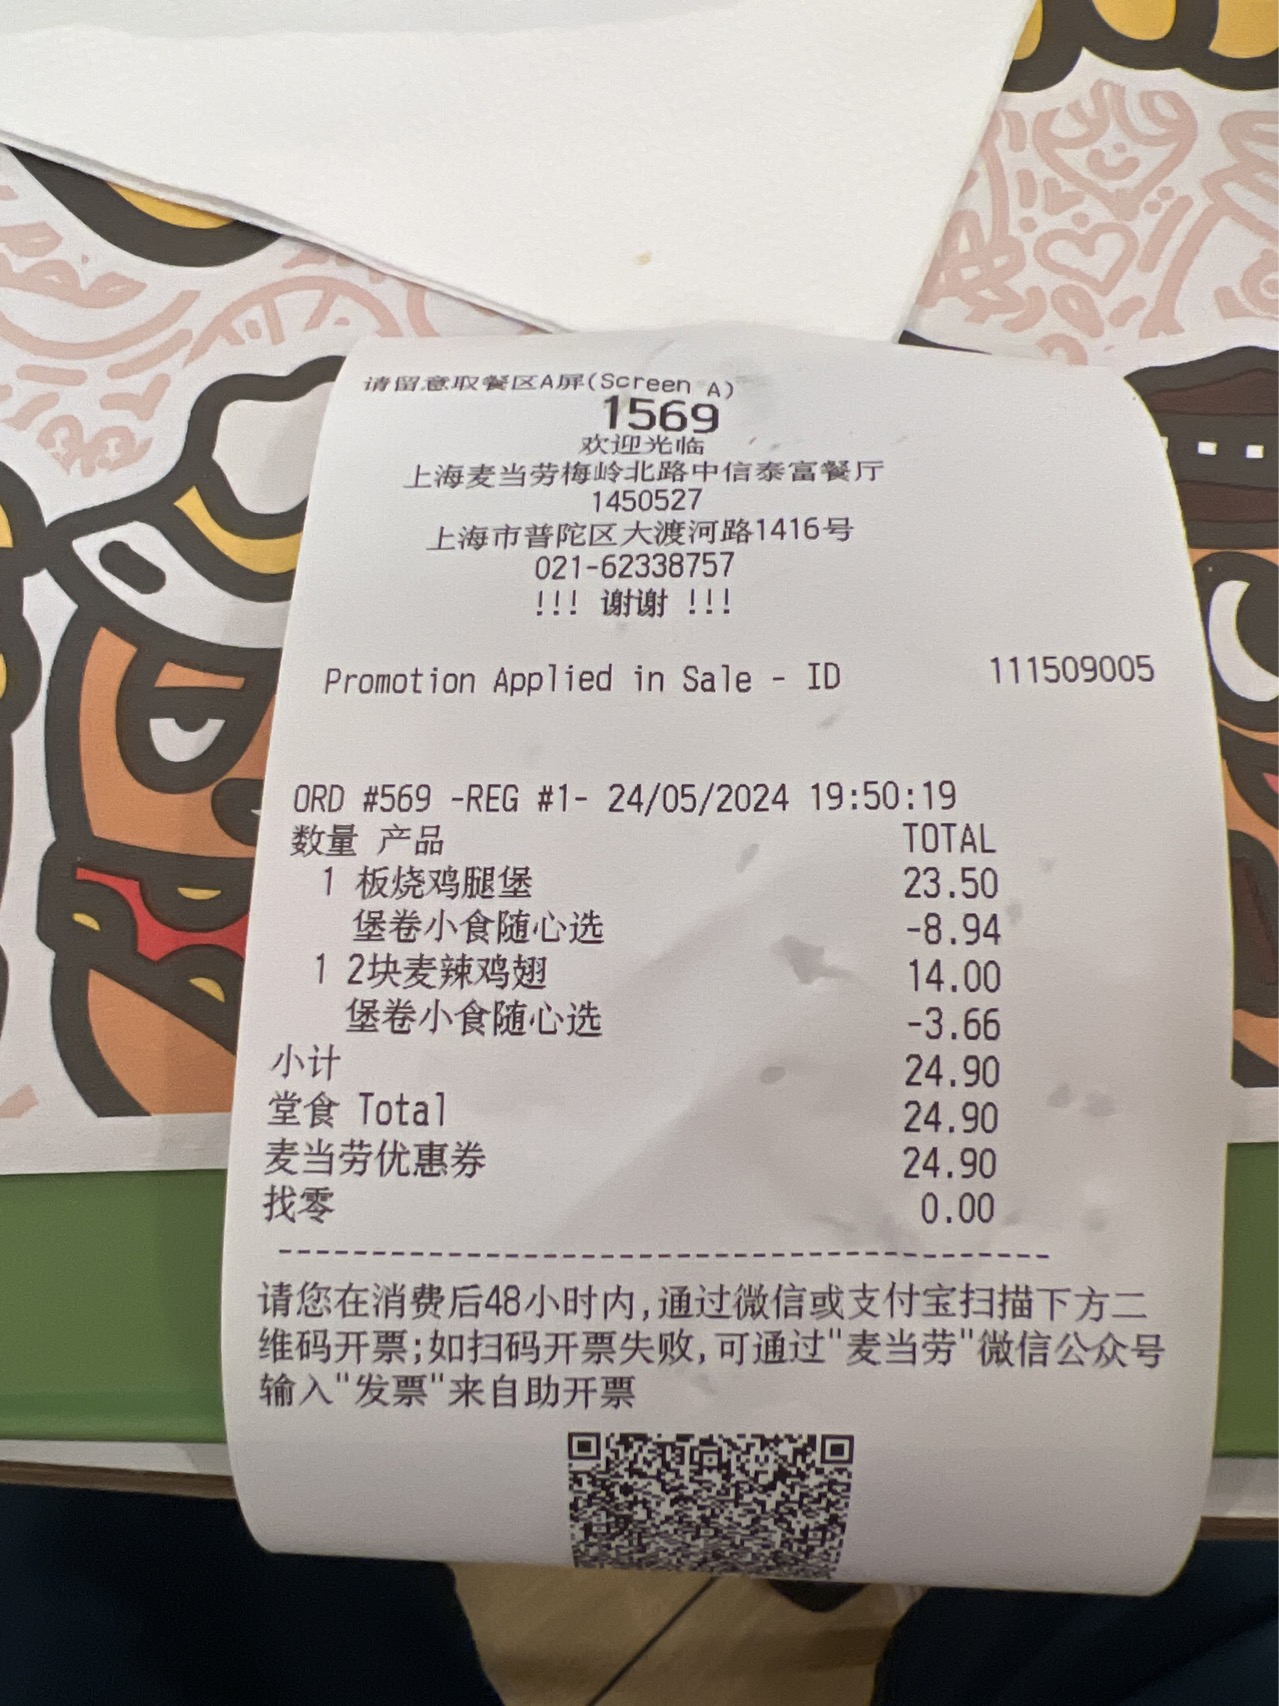 请留意取餐区A屏(Screen A)
1569
欢迎光临
上海麦当劳梅岭北路中信泰富餐厅
1450527
上海市普陀区大渡河路1416号
021-62338757
!!! 谢谢 !!!
Promotion Applied in Sale - ID 111509005
ORD #569 -REG #1- 24/05/2024 19:50:19
数量 产品 TOTAL
1 板烧鸡腿堡 23.50
堡卷小食随心选 -8.94
1 2块麦辣鸡翅 14.00
堡卷小食随心选 -3.66
小计 24.90
堂食 Total 24.90
麦当劳优惠券 24.90
找零 0.00
----------------------------------------
请您在消费后48小时内,通过微信或支付宝扫描下方二
维码开票;如扫码开票失败,可通过"麦当劳"微信公众号
输入"发票"来自助开票